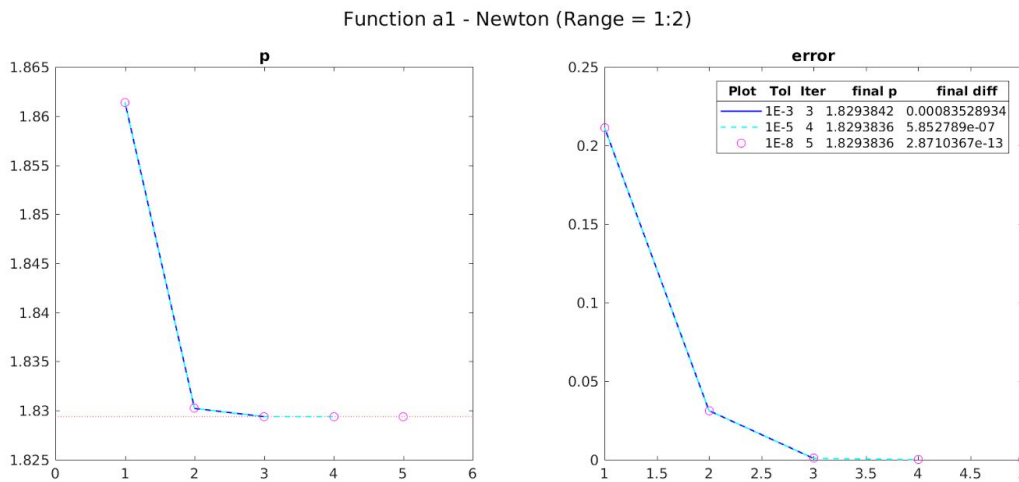 Function a1 - Newton (Range = 1:2)
p
1.865
1.86
1.855
1.85
1.845
1.84
1.835
1.83
1.825
0 1 2 3 4 5 6
error
0.25
0.2
0.15
0.1
0.05
0
1 1.5 2 2.5 3 3.5 4 4.5
Plot Tol Iter final p final diff
1E-3 3 1.8293842 0.00083528934
1E-5 4 1.8293836 5.852789e-07
1E-8 5 1.8293836 2.8710367e-13